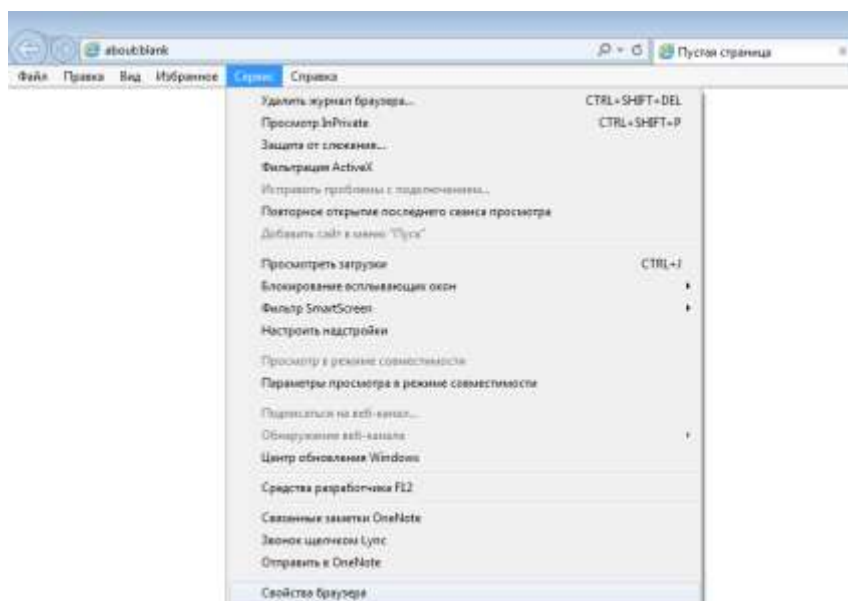 about:blank
Пустая страница
Файл Правка Вид Избранное Сервис Справка
Удалить журнал браузера... CTRL+SHIFT+DEL
Просмотр InPrivate CTRL+SHIFT+P
Защита от слежения...
Фильтрация ActiveX
Исправить проблемы с подключением...
Повторное открытие последнего сеанса просмотра
Добавить сайт в меню "Пуск"
Просмотреть загрузки CTRL+J
Блокирование всплывающих окон
Фильтр SmartScreen
Настроить надстройки
Просмотр в режиме совместимости
Параметры просмотра в режиме совместимости
Подписаться на веб-канал...
Обнаружение веб-канала
Центр обновления Windows
Средства разработчика F12
Связанные заметки OneNote
Звонок щелчком Lync
Отправить в OneNote
Свойства браузера